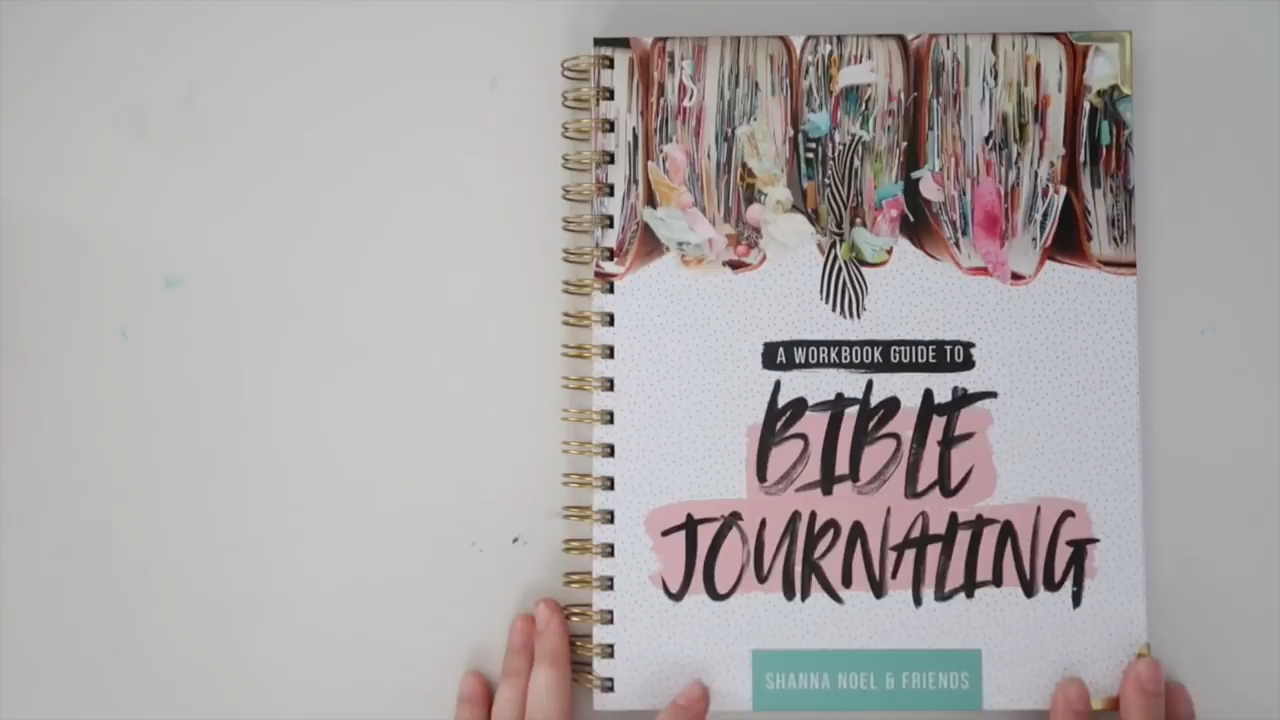 A WORKBOOK GUIDE TO
BIBLE
JOURNALING
SHANNA NOEL & FRIENDS